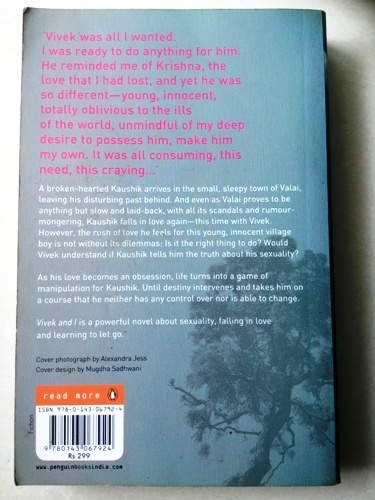 'Vivek was all I wanted.
I was ready to do anything for him.
He reminded me of Krishna, the
love that I had lost, and yet he was
so different—young, innocent,
totally oblivious to the ills
of the world, unmindful of my deep
desire to possess him, make him
my own. It was all consuming, this
need, this craving...'
A broken-hearted Kaushik arrives in the small, sleepy town of Valai,
leaving his disturbing past behind. And even as Valai proves to be
anything but slow and laid-back, with all its scandals and rumour-
mongering, Kaushik falls in love again—this time with Vivek.
However, the rush of love he feels for this young, innocent village
boy is not without its dilemmas: Is it the right thing to do? Would
Vivek understand if Kaushik tells him the truth about his sexuality?
As his love becomes an obsession, life turns into a game of
manipulation for Kaushik. Until destiny intervenes and takes him on
a course that he neither has any control over nor is able to change.
Vivek and I is a powerful novel about sexuality, falling in love
and learning to let go.
Cover photograph by Alexandra Jess
Cover design by Mugdha Sadhwani
read more
ISBN 978-0-143-06792-4
Fiction
9 780143 067924
Rs 299
www.penguinbooksindia.com